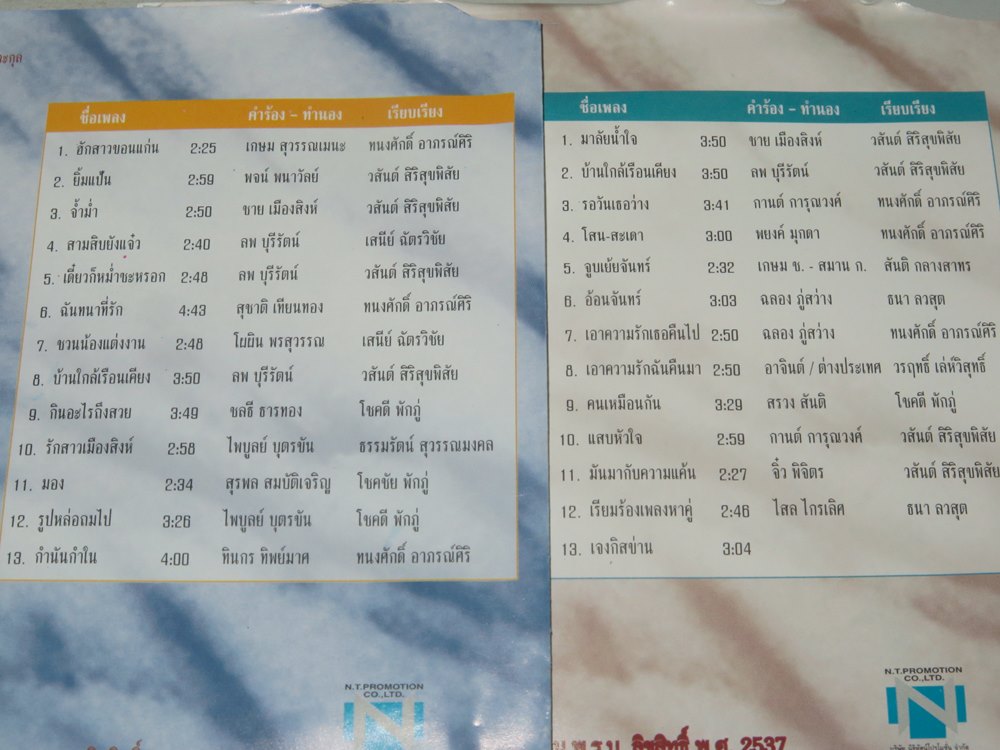 ชื่อเพลง คำร้อง - ทำนอง เรียบเรียง
1. ฮักสาวขอนแก่น 2:25 เกษม สุวรรณเมนะ ทนงศักดิ์ อาภรณ์ศิริ
2. ยิ้มแป้น 2:59 พจน์ พนาวัลย์ วสันต์ สิริสุขพิสัย
3. จ้ำม่ำ 2:50 ชาย เมืองสิงห์ วสันต์ สิริสุขพิสัย
4. สามสิบยังแจ๋ว 2:40 ลพ บุรีรัตน์ เสนีย์ ฉัตรวิชัย
5. เดี๋ยวก็หม่ำซะหรอก 2:48 ลพ บุรีรัตน์ วสันต์ สิริสุขพิสัย
6. ฉันทนาที่รัก 4:43 สุชาติ เทียนทอง ทนงศักดิ์ อาภรณ์ศิริ
7. ชวนน้องแต่งงาน 2:48 โผผิน พรสุวรรณ เสนีย์ ฉัตรวิชัย
8. บ้านใกล้เรือนเคียง 3:50 ลพ บุรีรัตน์ วสันต์ สิริสุขพิสัย
9. กินอะไรถึงสวย 3:49 ชลธี ธารทอง โชคดี พักภู่
10. รักสาวเมืองสิงห์ 2:58 ไพบูลย์ บุตรขัน ธรรมรัตน์ สุวรรณมงคล
11. มอง 2:34 สุรพล สมบัติเจริญ โชคชัย พักภู่
12. รูปหล่อถมไป 3:26 ไพบูลย์ บุตรขัน โชคดี พักภู่
13. กำนันกำใน 4:00 ทินกร ทิพย์มาศ ทนงศักดิ์ อาภรณ์ศิริ
N.T.PROMOTION
CO.,LTD.
ชื่อเพลง คำร้อง - ทำนอง เรียบเรียง
1. มาลัยน้ำใจ 3:50 ชาย เมืองสิงห์ วสันต์ สิริสุขพิสัย
2. บ้านใกล้เรือนเคียง 3:50 ลพ บุรีรัตน์ วสันต์ สิริสุขพิสัย
3. รอวันเธอว่าง 3:41 กานต์ การุณวงศ์ ทนงศักดิ์ อาภรณ์ศิริ
4. โสน-สะเดา 3:00 พยงค์ มุกดา ทนงศักดิ์ อาภรณ์ศิริ
5. จูบเย้ยจันทร์ 2:32 เกษม ช. - สมาน ก. สันติ กลางสาทร
6. อ้อนจันทร์ 3:03 ฉลอง ภู่สว่าง ธนา ลวสุต
7. เอาความรักเธอคืนไป 2:50 ฉลอง ภู่สว่าง ทนงศักดิ์ อาภรณ์ศิริ
8. เอาความรักฉันคืนมา 2:50 อาจินต์ / ต่างประเทศ วรฤทธิ์ เล่ห์วิสุทธิ์
9. คนเหมือนกัน 3:29 สรวง สันติ โชคดี พักภู่
10. แสบหัวใจ 2:59 กานต์ การุณวงศ์ วสันต์ สิริสุขพิสัย
11. มันมากับความแค้น 2:27 จิ๋ว พิจิตร วสันต์ สิริสุขพิสัย
12. เรียมร้องเพลงหาคู่ 2:46 ไสล ไกรเลิศ ธนา ลวสุต
13. เจงกิสข่าน 3:04
N.T.PROMOTION
CO.,LTD.
ลิขสิทธิ์ พ.ศ. 2537